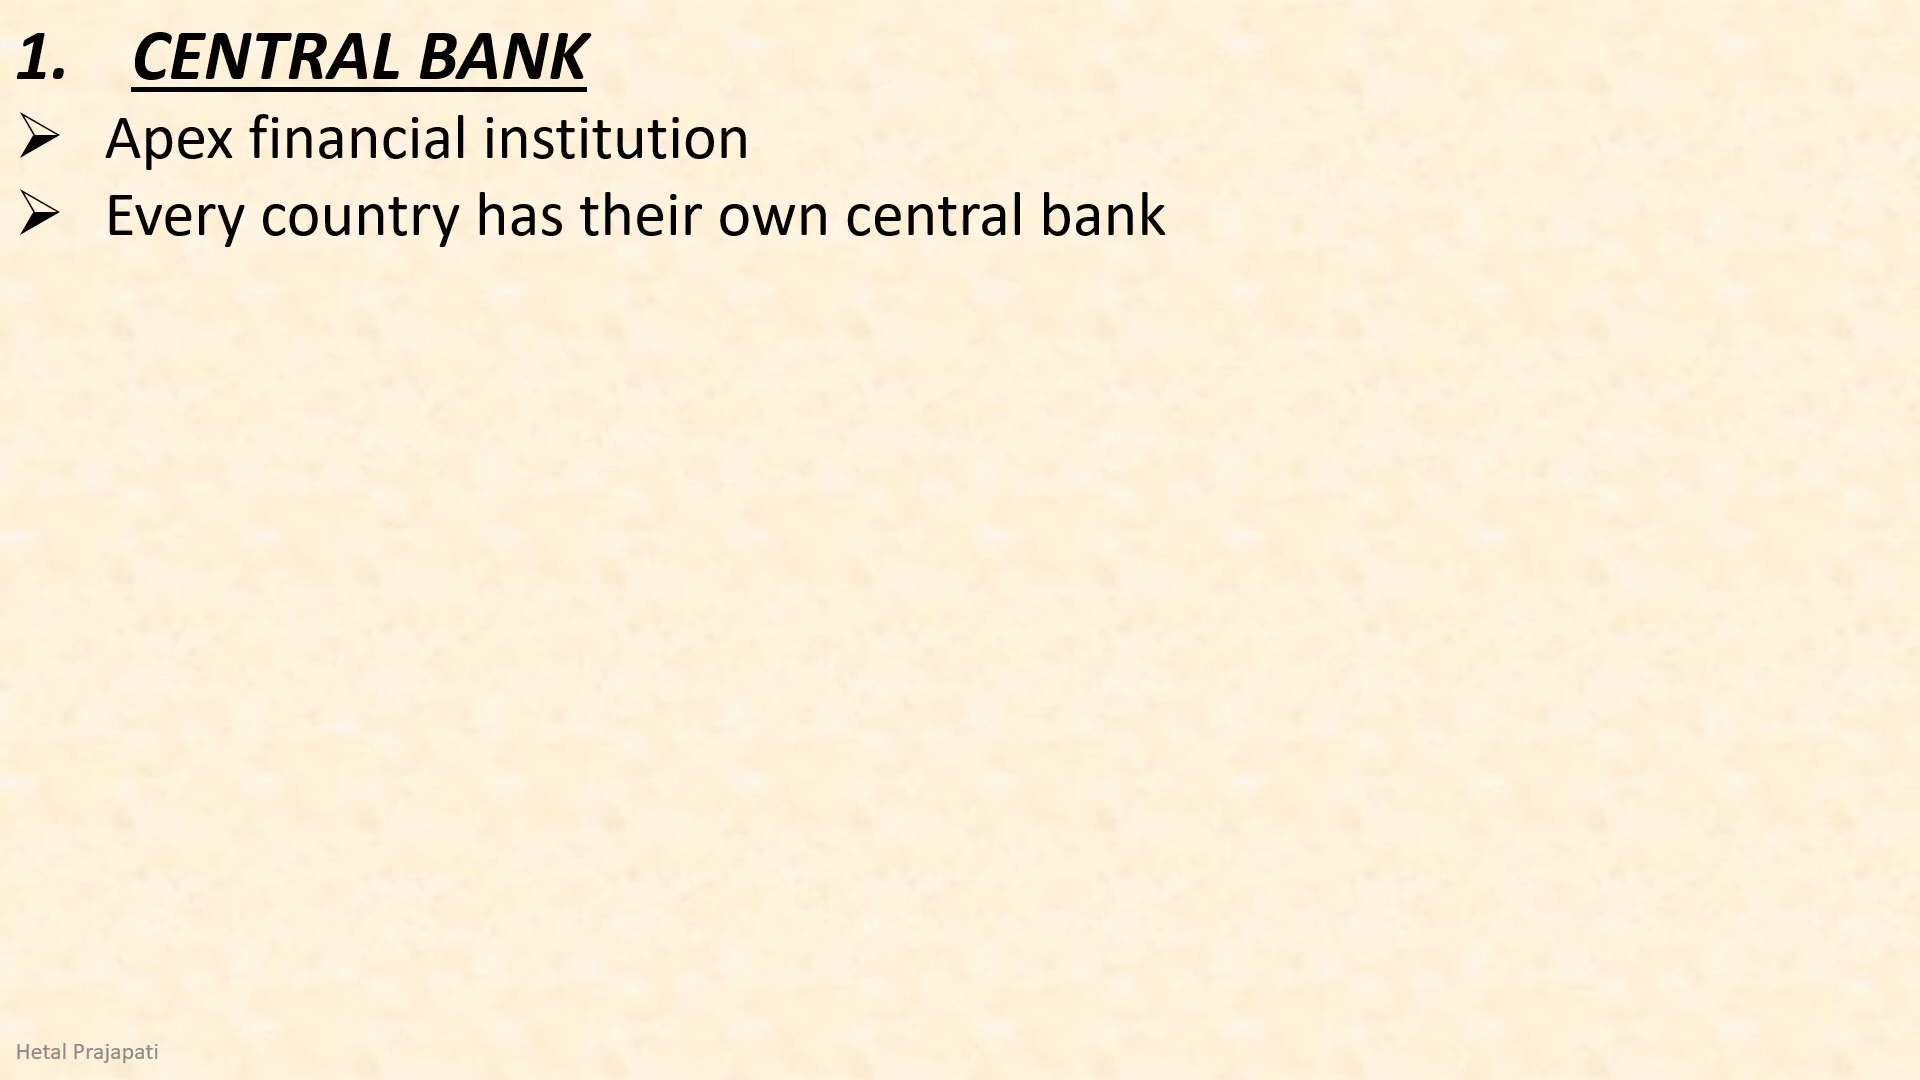 1. CENTRAL BANK
➢ Apex financial institution
➢ Every country has their own central bank
Hetal Prajapati